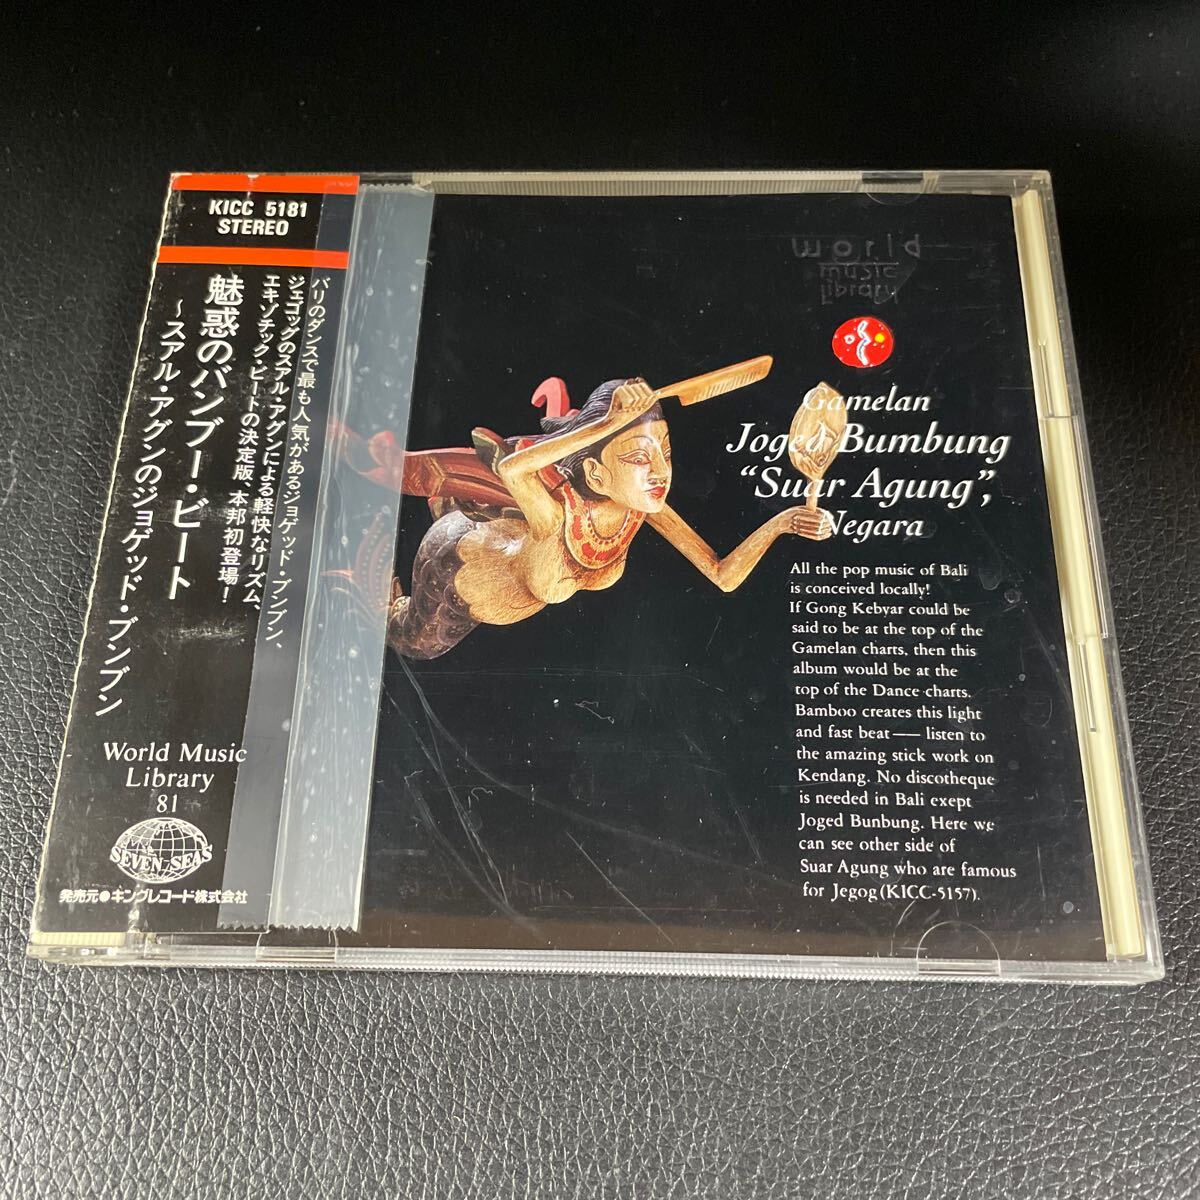 KICC 5181
STEREO
バリのダンスで最も人気があるジョゲッド・ブンブン、
ジェゴッグのスアル・アグンによる軽快なリズム、
エキゾチック・ビートの決定版、本邦初登場！
魅惑のバンブー・ビート
～スアル・アグンのジョゲッド・ブンブン
World Music
Library
81
SEVEN-SEAS
発売元●キングレコード株式会社
world
music
library
Gamelan
Joged Bumbung
“Suar Agung”,
Negara
All the pop music of Bali
is conceived locally!
If Gong Kebyar could be
said to be at the top of the
Gamelan charts, then this
album would be at the
top of the Dance charts.
Bamboo creates this light
and fast beat — listen to
the amazing stick work on
Kendang. No discotheque
is needed in Bali exept
Joged Bunbung. Here we
can see other side of
Suar Agung who are famous
for Jegog (KICC-5157).